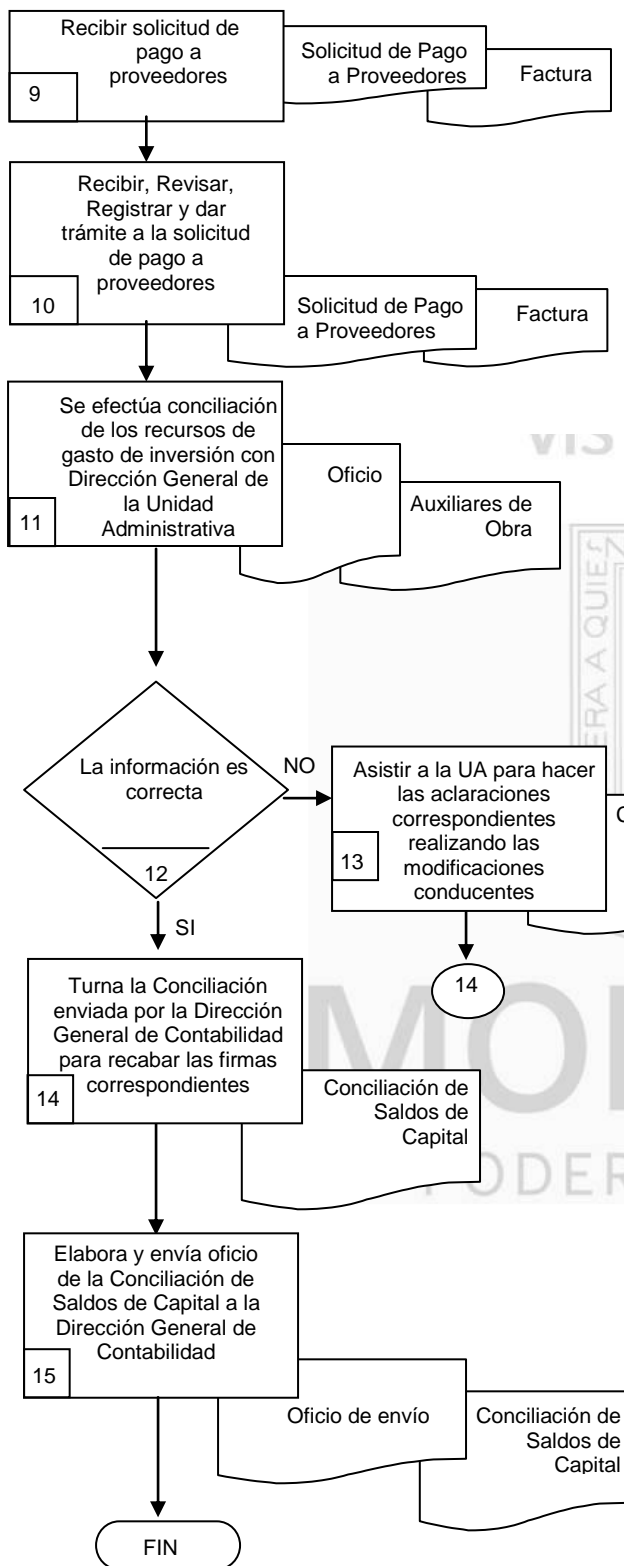 Recibir solicitud de
pago a
proveedores
9
Solicitud de Pago
a Proveedores
Factura
Recibir, Revisar,
Registrar y dar
trámite a la solicitud
de pago a
proveedores
10
Solicitud de Pago
a Proveedores
Factura
Se efectúa conciliación
de los recursos de
gasto de inversión con
Dirección General de
la Unidad
Administrativa
11
Oficio
Auxiliares de
Obra
VIS
ERA A QUIES
La información es
correcta
12
NO
Asistir a la UA para hacer
las aclaraciones
correspondientes
realizando las
modificaciones
conducentes
13
SI
14
Turna la Conciliación
enviada por la Dirección
General de Contabilidad
para recabar las firmas
correspondientes
14
Conciliación de
Saldos de
Capital
MOR
PODER
Elabora y envía oficio
de la Conciliación de
Saldos de Capital a la
Dirección General de
Contabilidad
15
Oficio de envío
Conciliación de
Saldos de
Capital
FIN